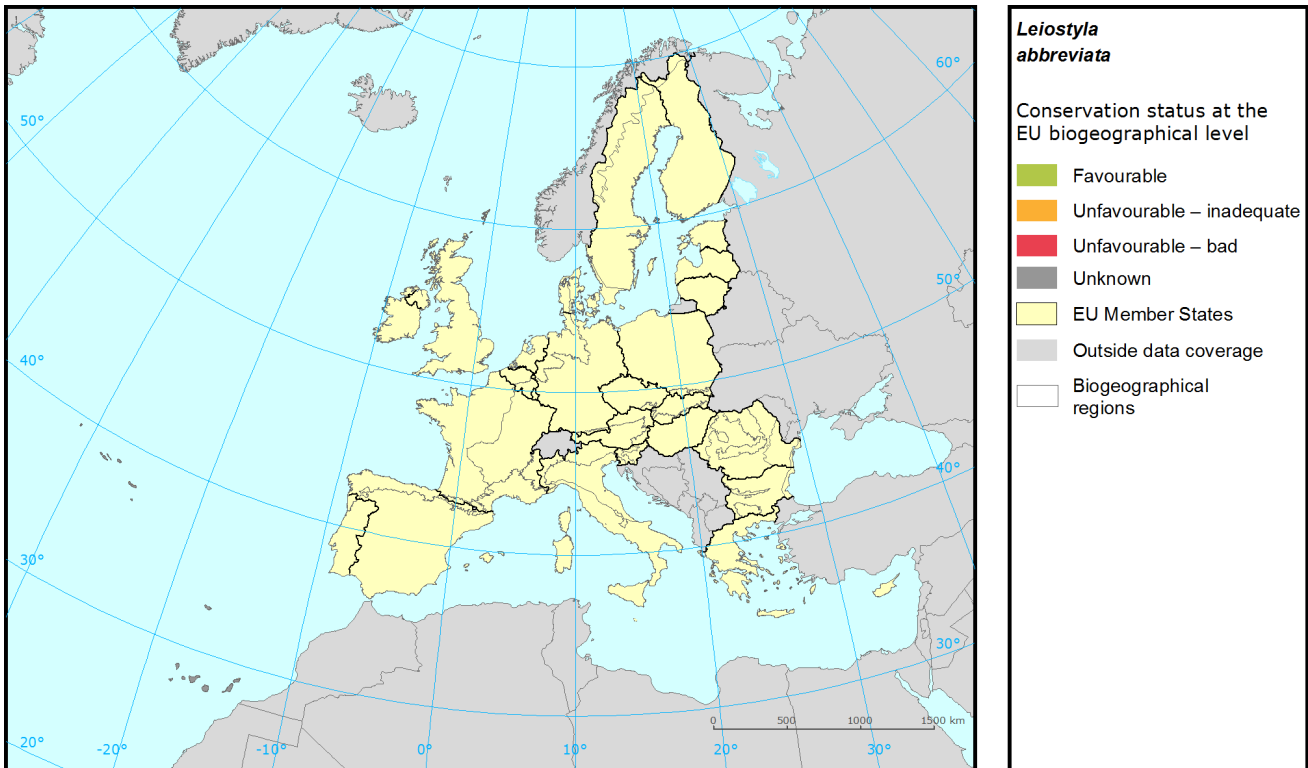 Leiostyla
abbreviata
Conservation status at the
EU biogeographical level
Favourable
Unfavourable – inadequate
Unfavourable – bad
Unknown
EU Member States
Outside data coverage
Biogeographical
regions
60°
50°
50°
40°
40°
30°
30°
20°
-20°
-10°
0°
10°
20°
30°
0 500 1000 1500 km